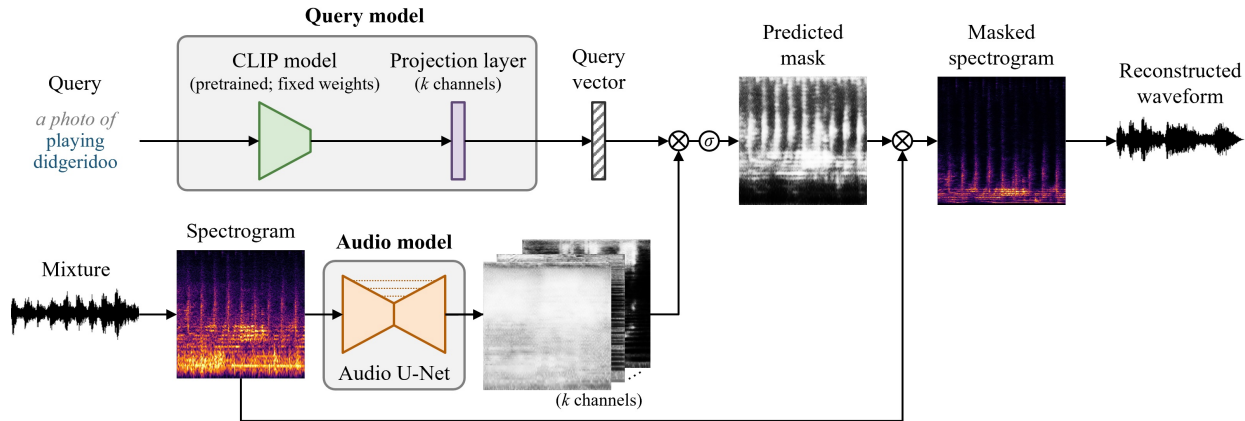 Query model
CLIP model
(pretrained; fixed weights)
Projection layer
(k channels)
Query
a photo of
playing
didgeridoo
Query
vector
σ
Predicted
mask
Masked
spectrogram
Reconstructed
waveform
Mixture
Spectrogram
Audio model
Audio U-Net
...
(k channels)